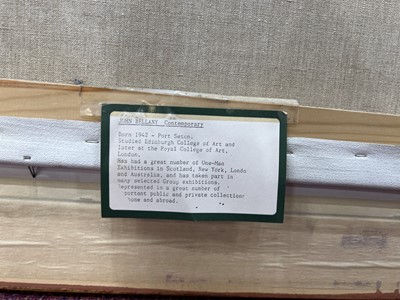 JOHN BELLANY Contemporary
Born 1942 - Port Seton.
Studied Edinburgh College of Art and
later at the Royal College of Art,
London.
Has had a great number of One-Man
Exhibitions in Scotland, New York, Londo
and Australia, and has taken part in
many selected Group exhibitions.
represented in a great number of
portant public and private collections
home and abroad.